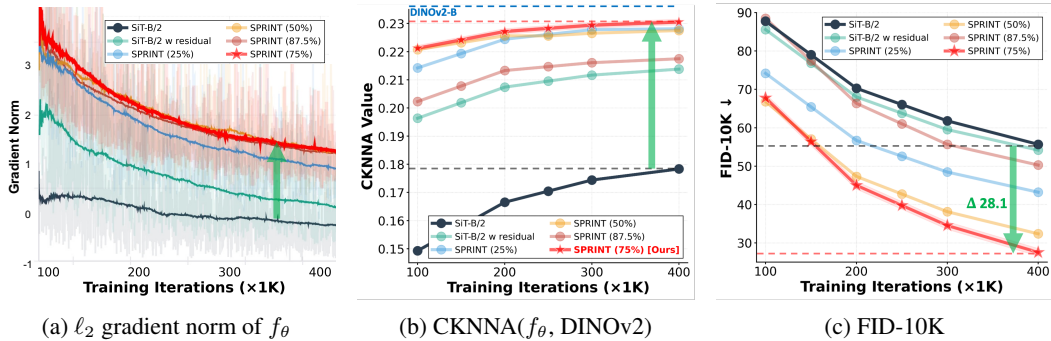 SiT-B/2
SiT-B/2 w residual
SPRINT (25%)
SPRINT (50%)
SPRINT (87.5%)
SPRINT (75%)
Gradient Norm
3
2
1
0
-1
100
200
300
400
Training Iterations (×1K)
(a) ℓ2 gradient norm of fθ
DINOv2-B
CKNNA Value
0.23
0.22
0.21
0.20
0.19
0.18
0.17
0.16
0.15
SiT-B/2
SiT-B/2 w residual
SPRINT (25%)
SPRINT (50%)
SPRINT (87.5%)
SPRINT (75%) [Ours]
100
200
300
400
Training Iterations (×1K)
(b) CKNNA(fθ, DINOv2)
SiT-B/2
SiT-B/2 w residual
SPRINT (25%)
SPRINT (50%)
SPRINT (87.5%)
SPRINT (75%)
FID-10K ↓
90
80
70
60
50
40
30
Δ 28.1
100
200
300
400
Training Iterations (×1K)
(c) FID-10K